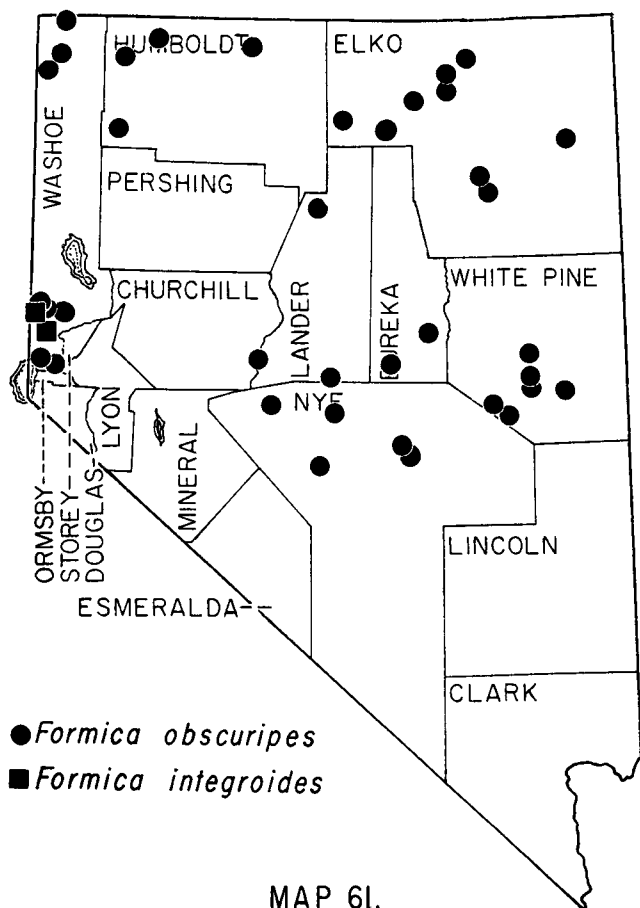 HUMBOLDT
ELKO
WASHOE
PERSHING
CHURCHILL
LANDER
EUREKA
WHITE PINE
NYE
LYON
MINERAL
ORMSBY
STOREY
DOUGLAS
LINCOLN
ESMERALDA
CLARK
Formica obscuripes
Formica integroides
MAP 61.